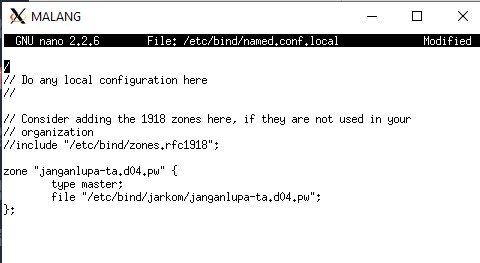 MALANG
GNU nano 2.2.6 File: /etc/bind/named.conf.local Modified
/
// Do any local configuration here
//
// Consider adding the 1918 zones here, if they are not used in your
// organization
//include "/etc/bind/zones.rfc1918";
zone "janganlupa-ta.d04.pw" {
type master;
file "/etc/bind/jarkom/janganlupa-ta.d04.pw";
};